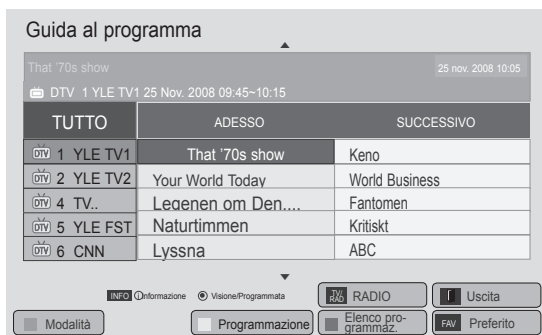 Guida al programma
That '70s show 25 nov. 2008 10:05
DTV 1 YLE TV1 25 Nov. 2008 09:45~10:15
TUTTO ADESSO SUCCESSIVO
DTV 1 YLE TV1 That '70s show Keno
DTV 2 YLE TV2 Your World Today World Business
DTV 4 TV.. Legenen om Den.... Fantomen
DTV 5 YLE FST Naturtimmen Kritiskt
DTV 6 CNN Lyssna ABC
INFO Informazione Visione/Programmata TV/RAD RADIO Uscita
Modalità Programmazione Elenco pro-
grammaz. FAV Preferito